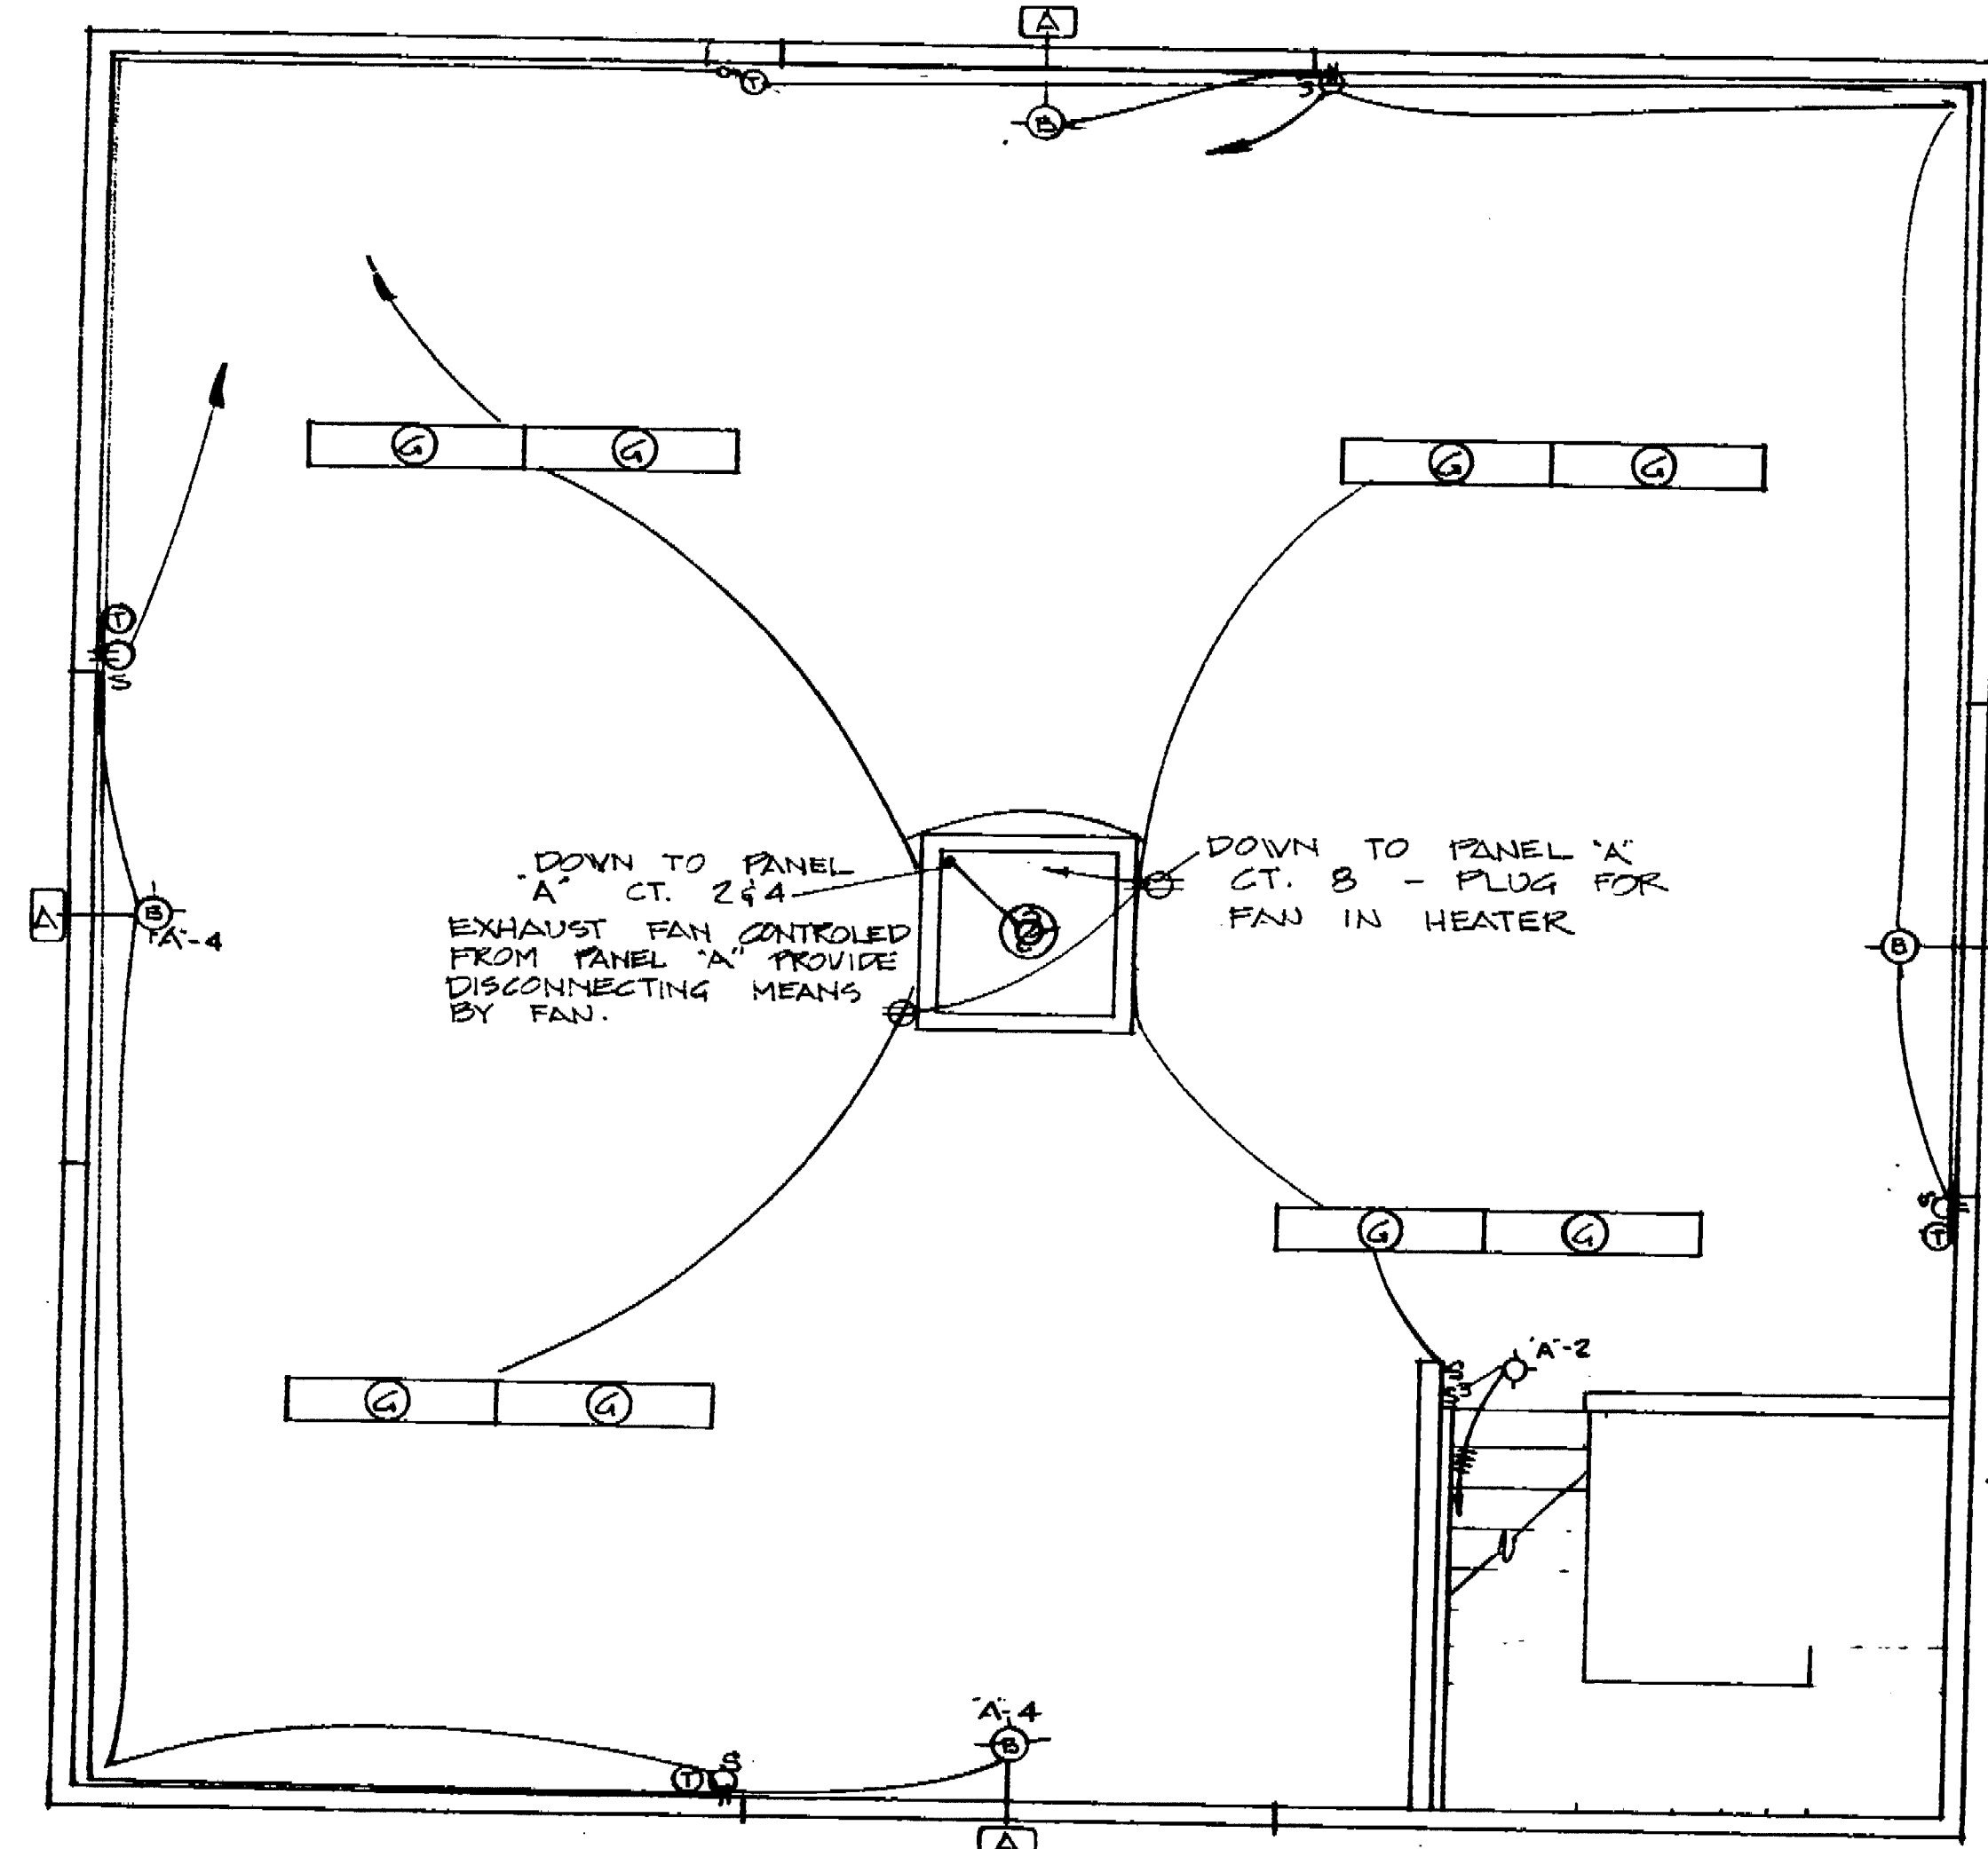 A
T
S
B
G G
G G
T
S
DOWN TO PANEL
"A" CT. 2 & 4
EXHAUST FAN CONTROLED
FROM PANEL "A" PROVIDE
DISCONNECTING MEANS
BY FAN.
DOWN TO PANEL "A"
CT. 8 - PLUG FOR
FAN IN HEATER
A
B
"A"-4
B
S
T
G G
S
S3
"A"-2
G G
"A"-4
B
T S
A